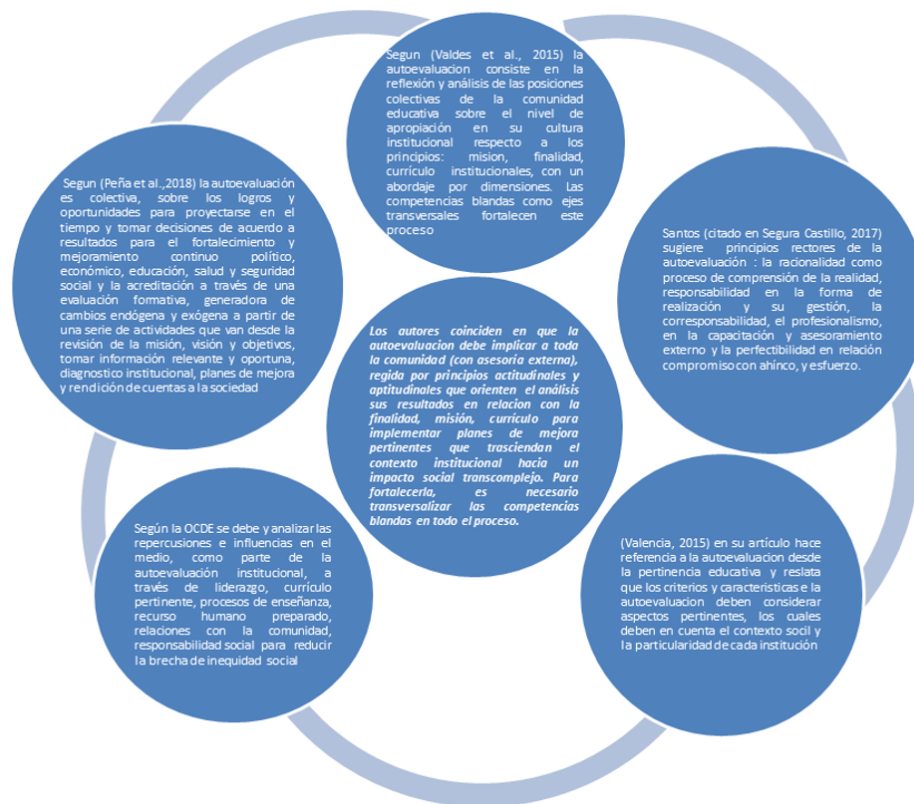 Segun (Valdes et al., 2015) la
autoevaluacion consiste en la
reflexión y análisis de las posiciones
colectivas de la comunidad
educativa sobre el nivel de
apropiación en su cultura
institucional respecto a los
principios: mision, finalidad,
currículo institucionales, con un
abordaje por dimensiones. Las
competencias blandas como ejes
transversales fortalecen este
proceso
Segun (Peña et al.,2018) la autoevaluación
es colectiva, sobre los logros y
oportunidades para proyectarse en el
tiempo y tomar decisiones de acuerdo a
resultados para el fortalecimiento y
mejoramiento continuo político,
económico, educación, salud y seguridad
social y la acreditación a través de una
evaluación formativa, generadora de
cambios endógena y exógena a partir de
una serie de actividades que van desde la
revisión de la misión, visión y objetivos,
tomar información relevante y oportuna,
diagnostico institucional, planes de mejora
y rendición de cuentas a la sociedad
Santos (citado en Segura Castillo, 2017)
sugiere principios rectores de la
autoevaluación : la racionalidad como
proceso de comprensión de la realidad,
responsabilidad en la forma de
realización y su gestión, la
corresponsabilidad, el profesionalismo,
en la capacitación y asesoramiento
externo y la perfectibilidad en relación
compromiso con ahínco, y esfuerzo.
Los autores coinciden en que la
autoevaluacion debe implicar a toda
la comunidad (con asesoría externa),
regida por principios actitudinales y
aptitudinales que orienten el análisis
sus resultados en relacion con la
finalidad, misión, currículo para
implementar planes de mejora
pertinentes que trasciendan el
contexto institucional hacia un
impacto social transcomplejo. Para
fortalecerla, es necesario
transversalizar las competencias
blandas en todo el proceso.
Según la OCDE se debe y analizar las
repercusiones e influencias en el
medio, como parte de la
autoevaluación institucional, a
través de liderazgo, currículo
pertinente, procesos de enseñanza,
recurso humano preparado,
relaciones con la comunidad,
responsabilidad social para reducir
la brecha de inequidad social
(Valencia, 2015) en su artículo hace
referencia a la autoevaluacion desde
la pertinencia educativa y reslata
que los criterios y caracteristicas e la
autoevaluacion deben considerar
aspectos pertinentes, los cuales
deben en cuenta el contexto socil y
la particularidad de cada institución